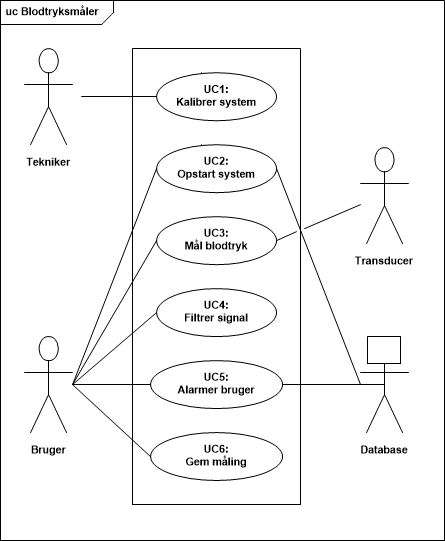 uc Blodtryksmåler
UC1:
Kalibrer system
Tekniker
UC2:
Opstart system
UC3:
Mål blodtryk
Transducer
UC4:
Filtrer signal
UC5:
Alarmer bruger
Bruger
Database
UC6:
Gem måling